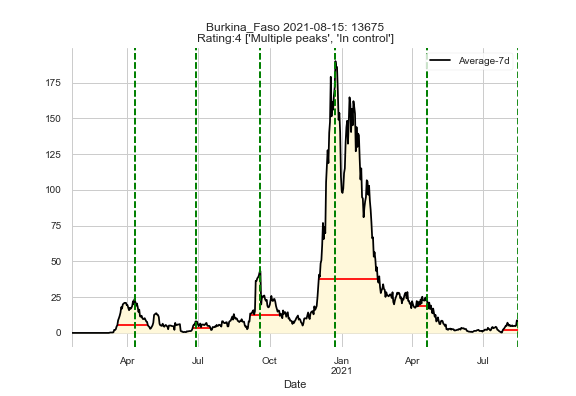 Burkina_Faso 2021-08-15: 13675
Rating:4 ['Multiple peaks', 'In control']
Average-7d
175
150
125
100
75
50
25
0
Apr
Jul
Oct
Jan
2021
Apr
Jul
Date